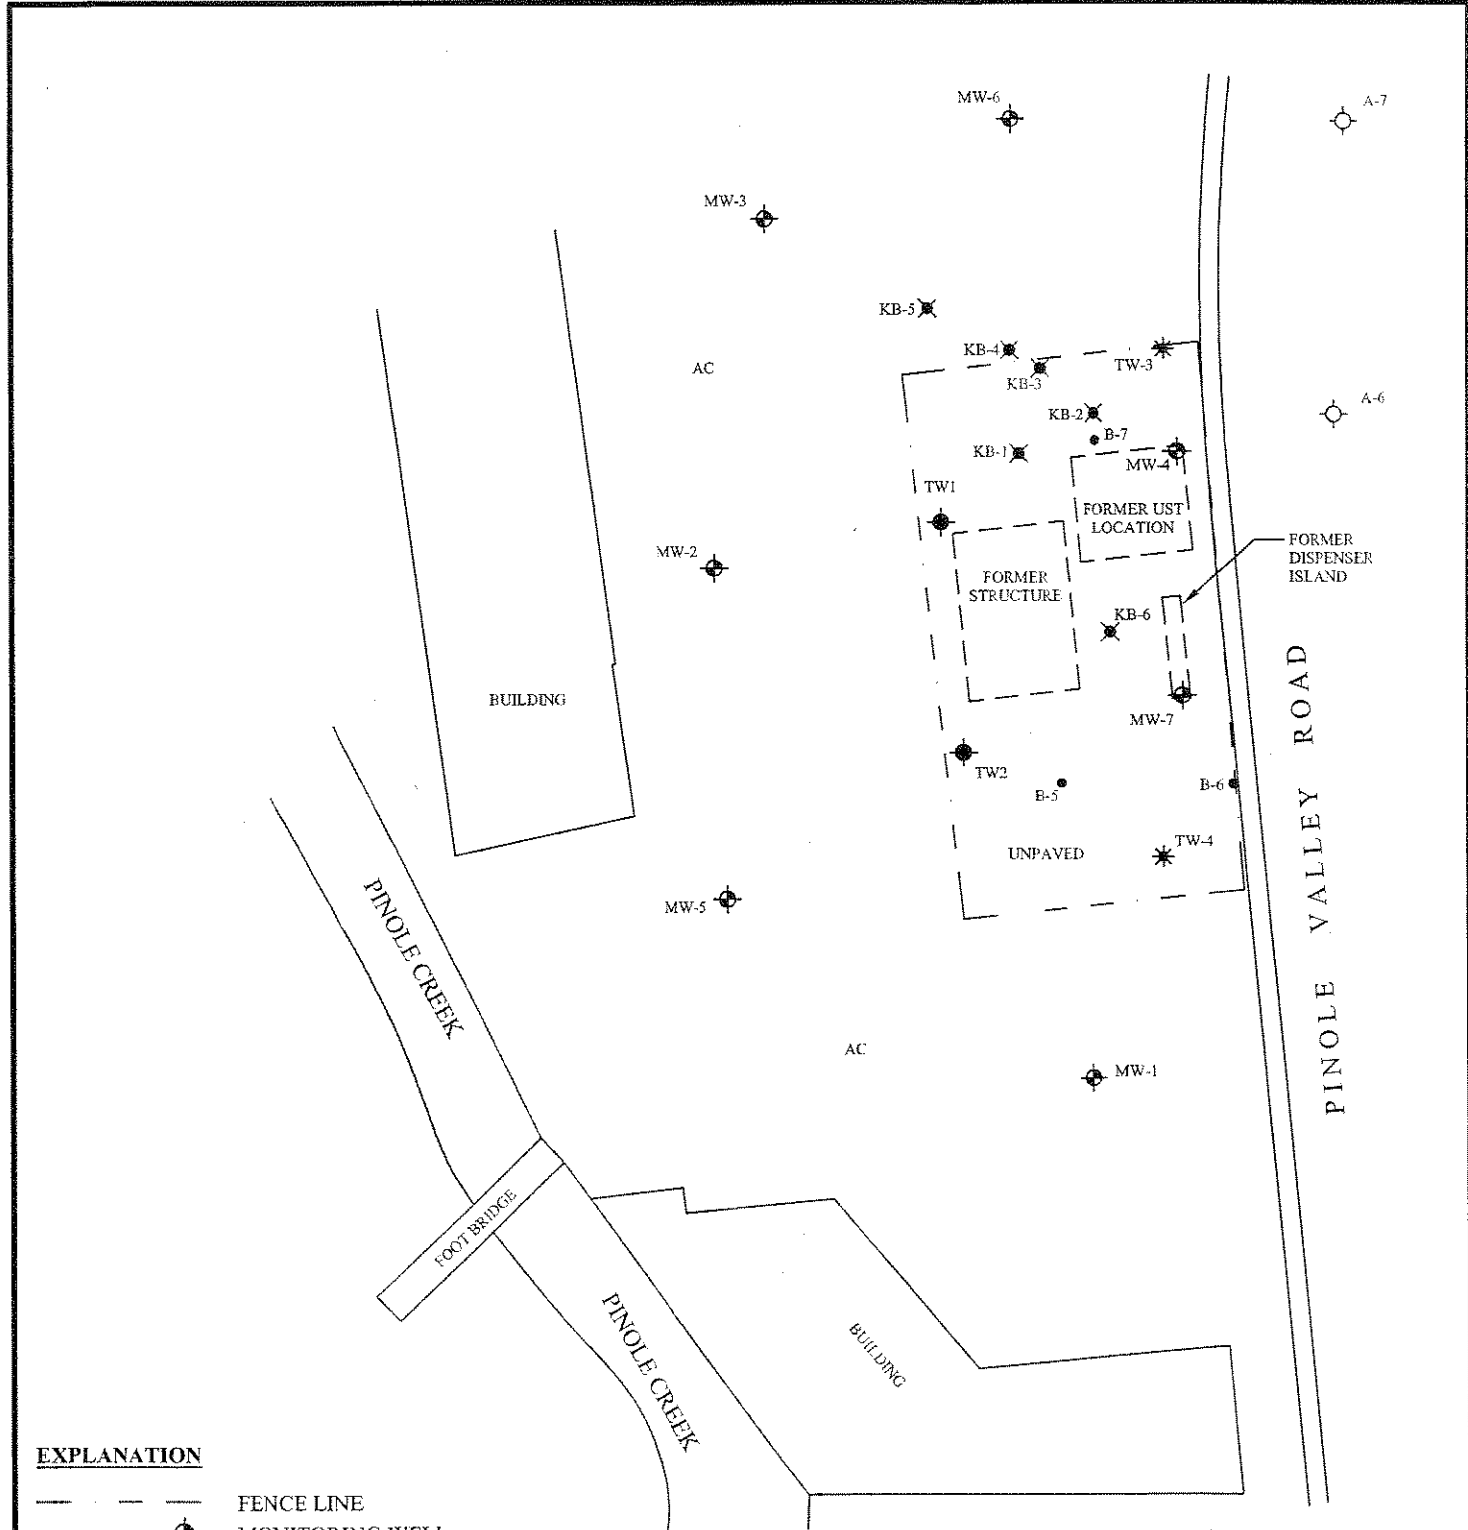 MW-6
A-7
MW-3
KB-5
KB-4
TW-3
AC
KB-3
A-6
KB-2
B-7
KB-1
MW-4
TW1
FORMER UST
LOCATION
MW-2
FORMER
DISPENSER
ISLAND
FORMER
STRUCTURE
KB-6
BUILDING
MW-7
TW2
B-5
B-6
PINOLE VALLEY ROAD
TW-4
UNPAVED
MW-5
PINOLE CREEK
AC
MW-1
FOOT BRIDGE
PINOLE CREEK
BUILDING
EXPLANATION
FENCE LINE
MONITORING WELL